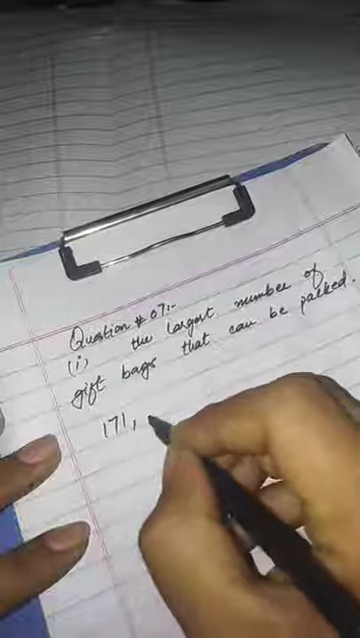 Question # 07:-
(i) the largest number of
gift bags that can be packed.
171,